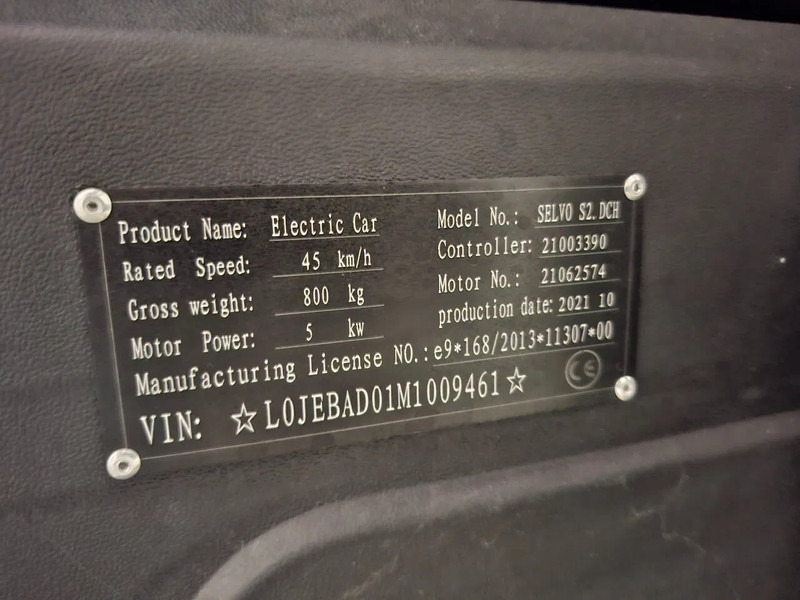 Product Name: Electric Car
Rated Speed: 45 km/h
Gross weight: 800 kg
Motor Power: 5 kw
Model No.: SELVO S2.DCH
Controller: 21003390
Motor No.: 21062574
production date: 2021 10
Manufacturing License NO.: e9*168/2013*11307*00
VIN: ☆L0JEBAD01M1009461☆
CE